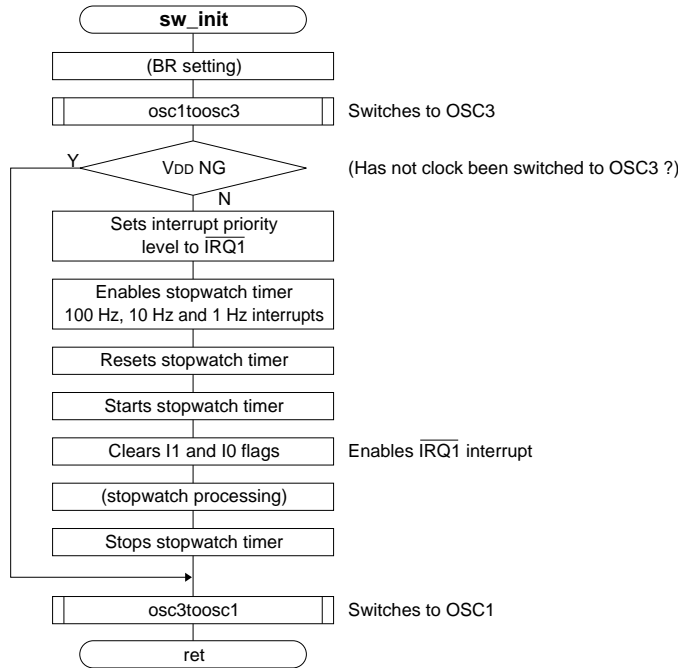 sw_init
(BR setting)
osc1toosc3 Switches to OSC3
Y VDD NG (Has not clock been switched to OSC3 ?)
N
Sets interrupt priority
level to IRQ1
Enables stopwatch timer
100 Hz, 10 Hz and 1 Hz interrupts
Resets stopwatch timer
Starts stopwatch timer
Clears I1 and I0 flags Enables IRQ1 interrupt
(stopwatch processing)
Stops stopwatch timer
osc3toosc1 Switches to OSC1
ret